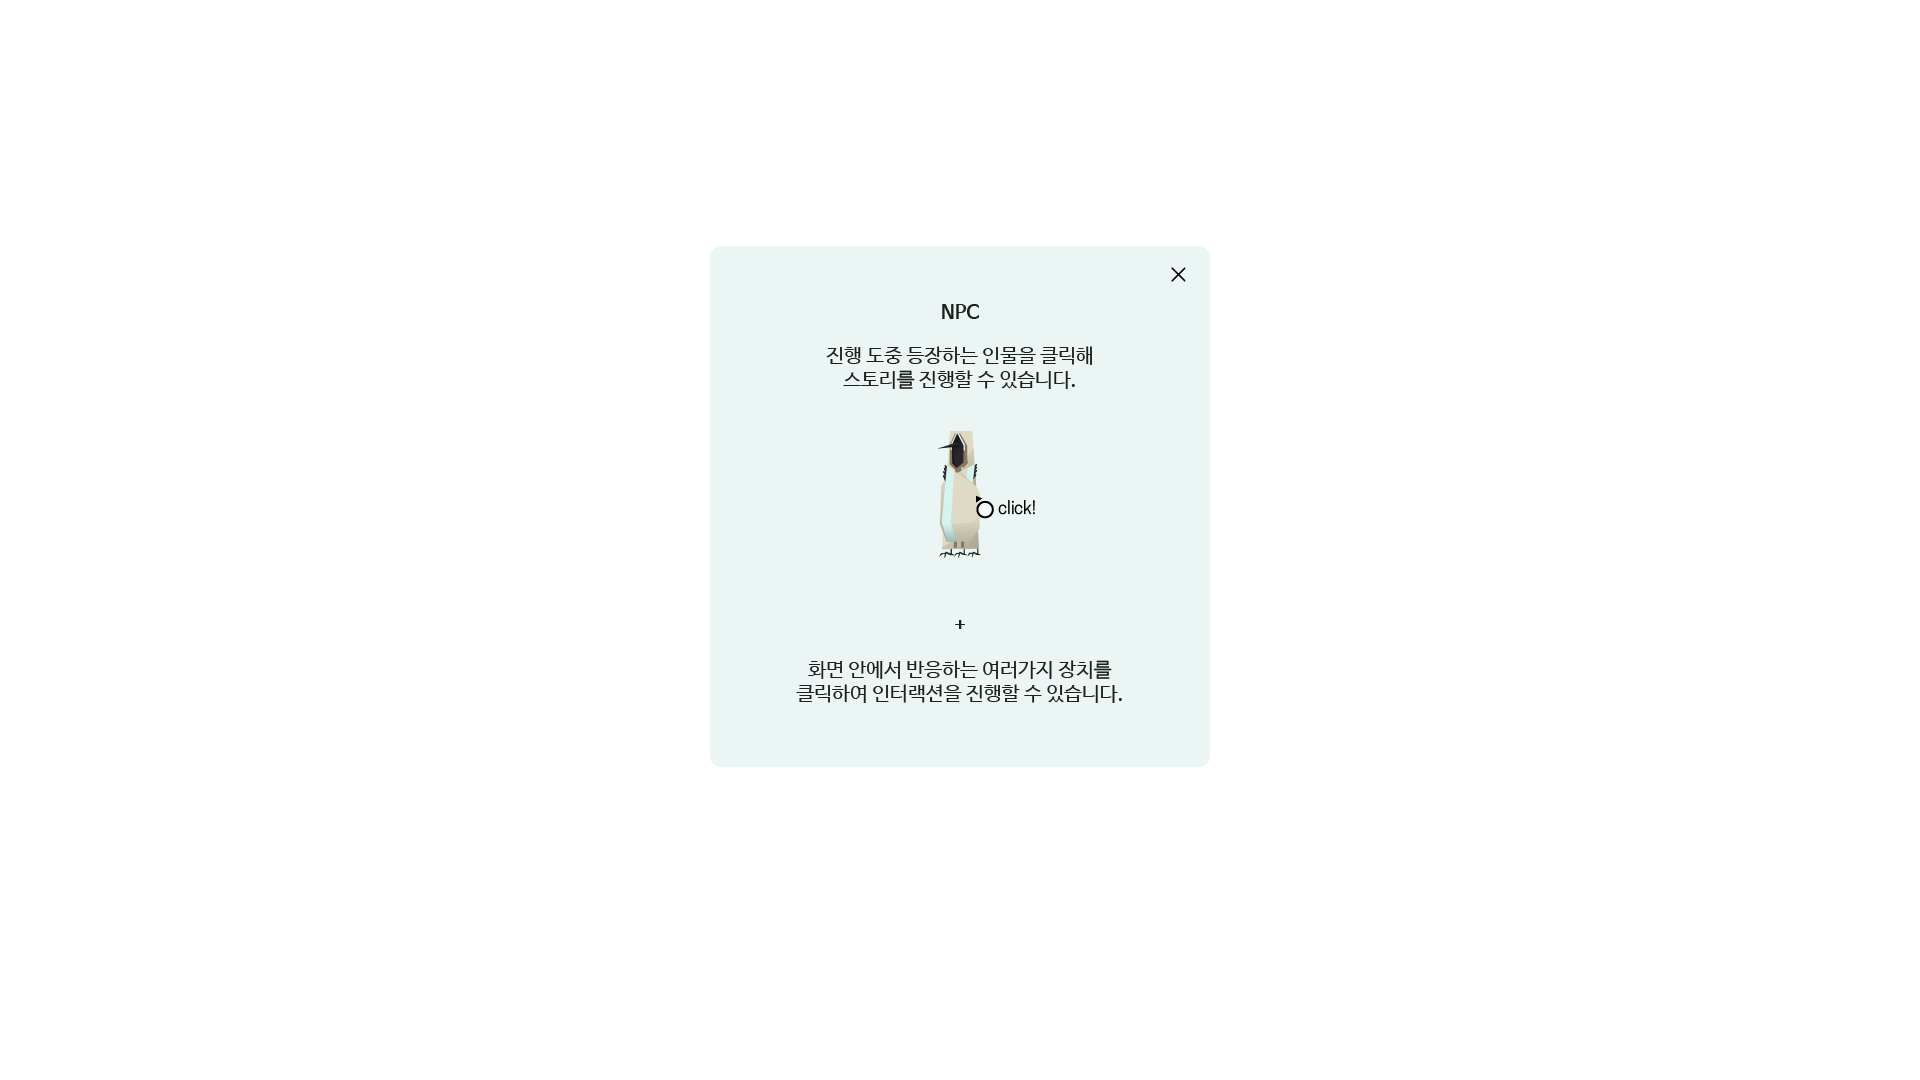 NPC
진행 도중 등장하는 인물을 클릭해
스토리를 진행할 수 있습니다.
click!
+
화면 안에서 반응하는 여러가지 장치를
클릭하여 인터랙션을 진행할 수 있습니다.